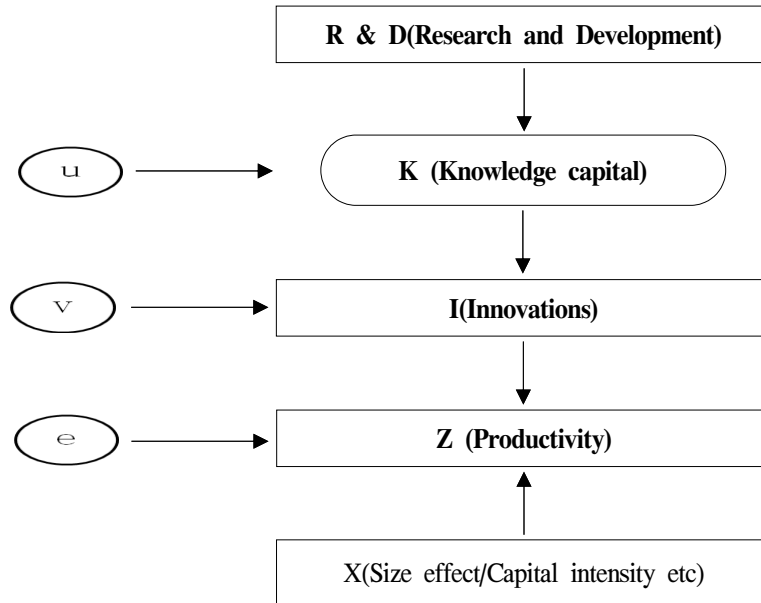 R & D(Research and Development)
u
K (Knowledge capital)
v
I(Innovations)
e
Z (Productivity)
X(Size effect/Capital intensity etc)